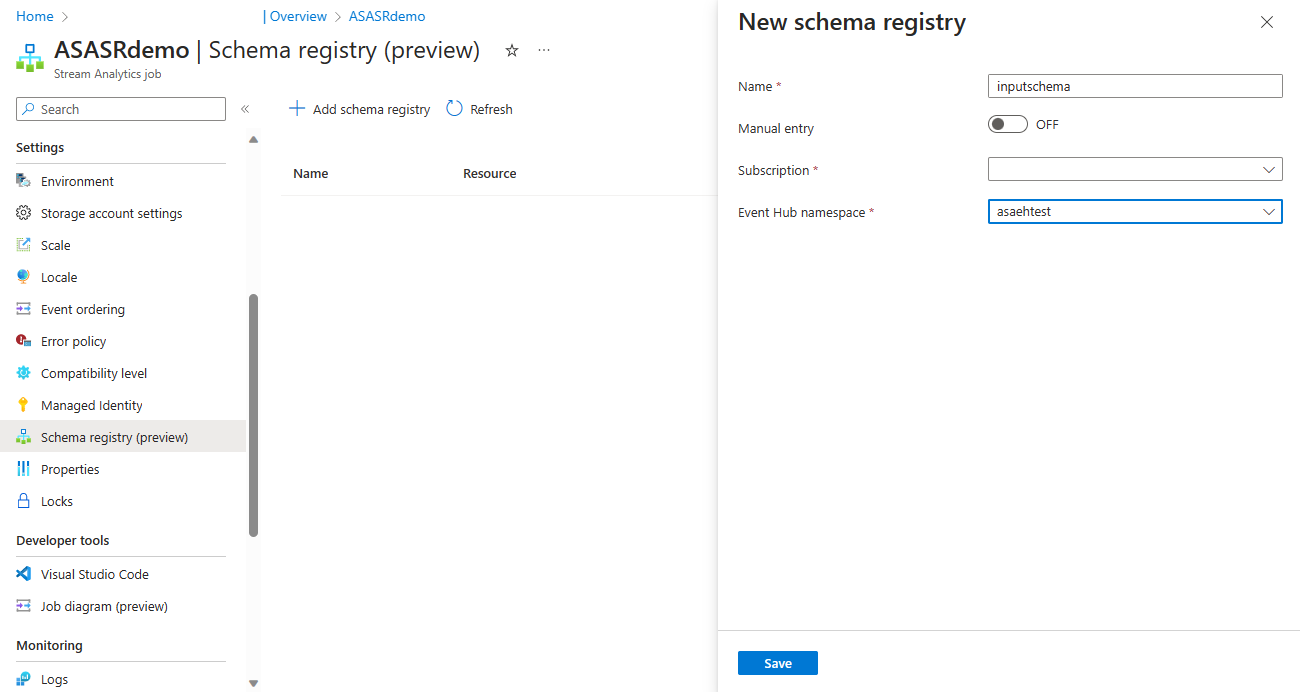 Home > | Overview > ASASRdemo
ASASRdemo | Schema registry (preview)
Stream Analytics job
Search
Settings
Environment
Storage account settings
Scale
Locale
Event ordering
Error policy
Compatibility level
Managed Identity
Schema registry (preview)
Properties
Locks
Developer tools
Visual Studio Code
Job diagram (preview)
Monitoring
Logs
Add schema registry Refresh
Name Resource
New schema registry
Name * inputschema
Manual entry OFF
Subscription *
Event Hub namespace * asaehtest
Save